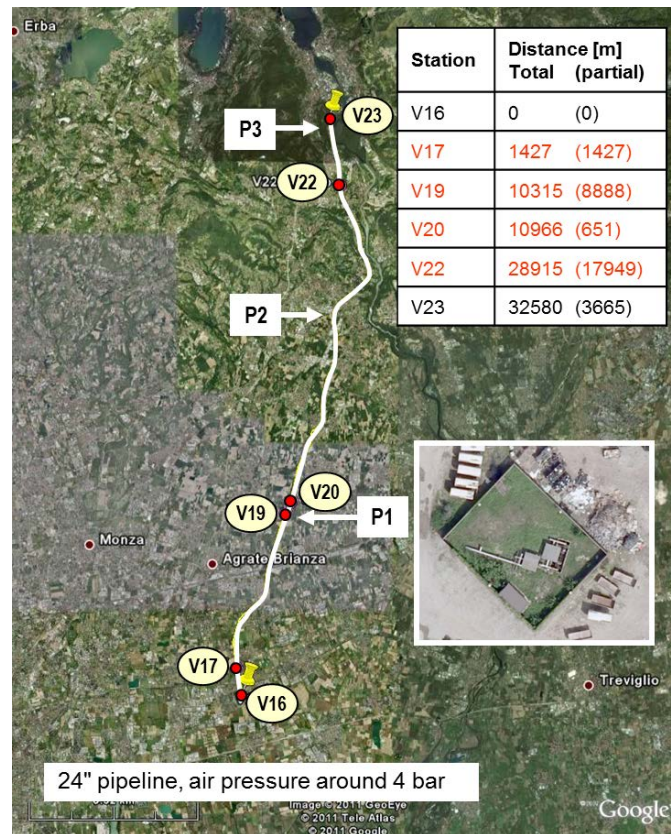 Erba
Station Distance [m]
Total (partial)
V16 0 (0)
V17 1427 (1427)
V19 10315 (8888)
V20 10966 (651)
V22 28915 (17949)
V23 32580 (3665)
P3
V23
V22
V22
P2
V20
V19
P1
Monza
Agrate Brianza
V17
V16
Treviglio
24" pipeline, air pressure around 4 bar
Image © 2011 GeoEye
© 2011 Tele Atlas
© 2011 Google
Google